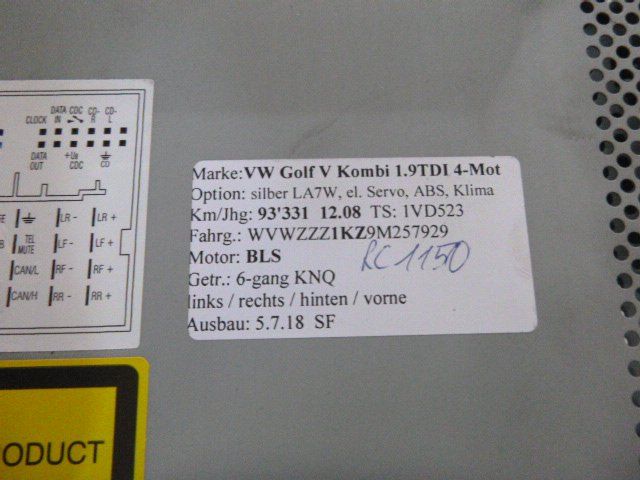 DATA CDC CD- CD-
CLOCK IN R L
DATA +Us
OUT CDC CD
LR - LR +
TEL
MUTE LF - LF +
CAN/L RF - RF +
CAN/H RR - RR +
Marke: VW Golf V Kombi 1.9TDI 4-Mot
Option: silber LA7W, el. Servo, ABS, Klima
Km/Jhg: 93'331 12.08 TS: 1VD523
Fahrg.: WVWZZZ1KZ9M257929
Motor: BLS
RC1150
Getr.: 6-gang KNQ
links / rechts / hinten / vorne
Ausbau: 5.7.18 SF
ODUCT